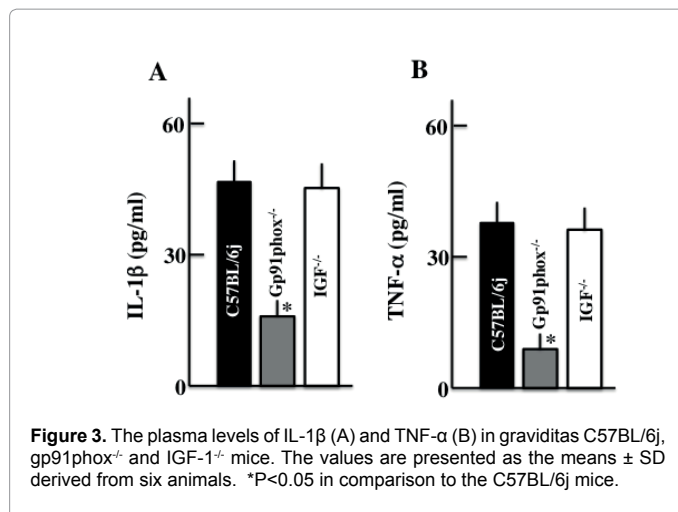 A
B
60
30
0
IL-1β (pg/ml)
C57BL/6j
Gp91phox-/-
*
IGF-/-
60
30
0
TNF-α (pg/ml)
C57BL/6j
Gp91phox-/-
*
IGF-/-
Figure 3. The plasma levels of IL-1β (A) and TNF-α (B) in graviditas C57BL/6j,
gp91phox-/- and IGF-1-/- mice. The values are presented as the means ± SD
derived from six animals. *P<0.05 in comparison to the C57BL/6j mice.